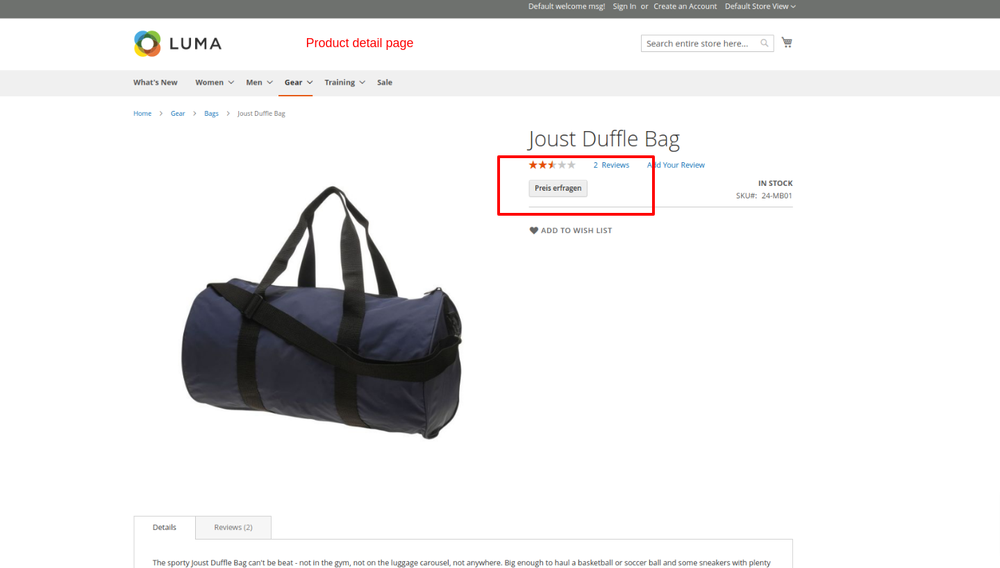 Default welcome msg! Sign In or Create an Account Default Store View
LUMA
Product detail page
Search entire store here...
What's New Women Men Gear Training Sale
Home > Gear > Bags > Joust Duffle Bag
Joust Duffle Bag
2 Reviews Add Your Review
Preis erfragen
IN STOCK
SKU#: 24-MB01
ADD TO WISH LIST
Details Reviews (2)
The sporty Joust Duffle Bag can't be beat - not in the gym, not on the luggage carousel, not anywhere. Big enough to haul a basketball or soccer ball and some sneakers with plenty